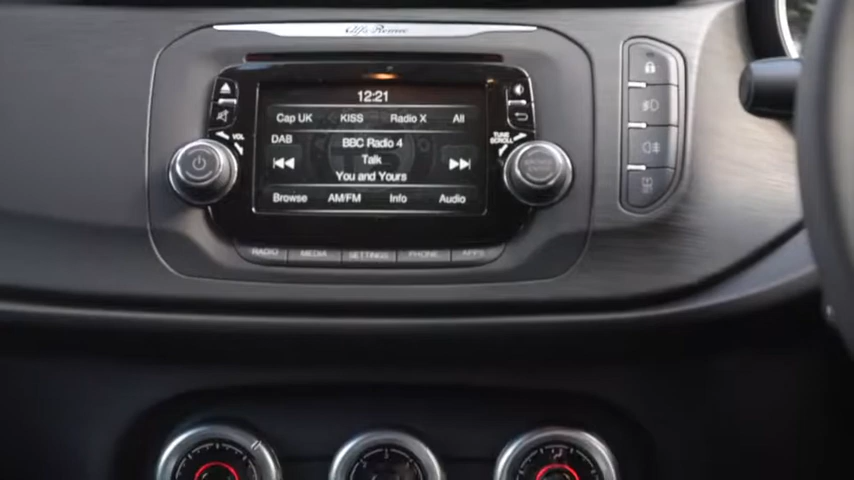 Alfa Romeo
12:21
Cap UK KISS Radio X All
DAB
VOL
TUNE
SCROLL
BBC Radio 4
Talk
You and Yours
Browse AM/FM Info Audio
RADIO MEDIA SETTINGS PHONE APPS